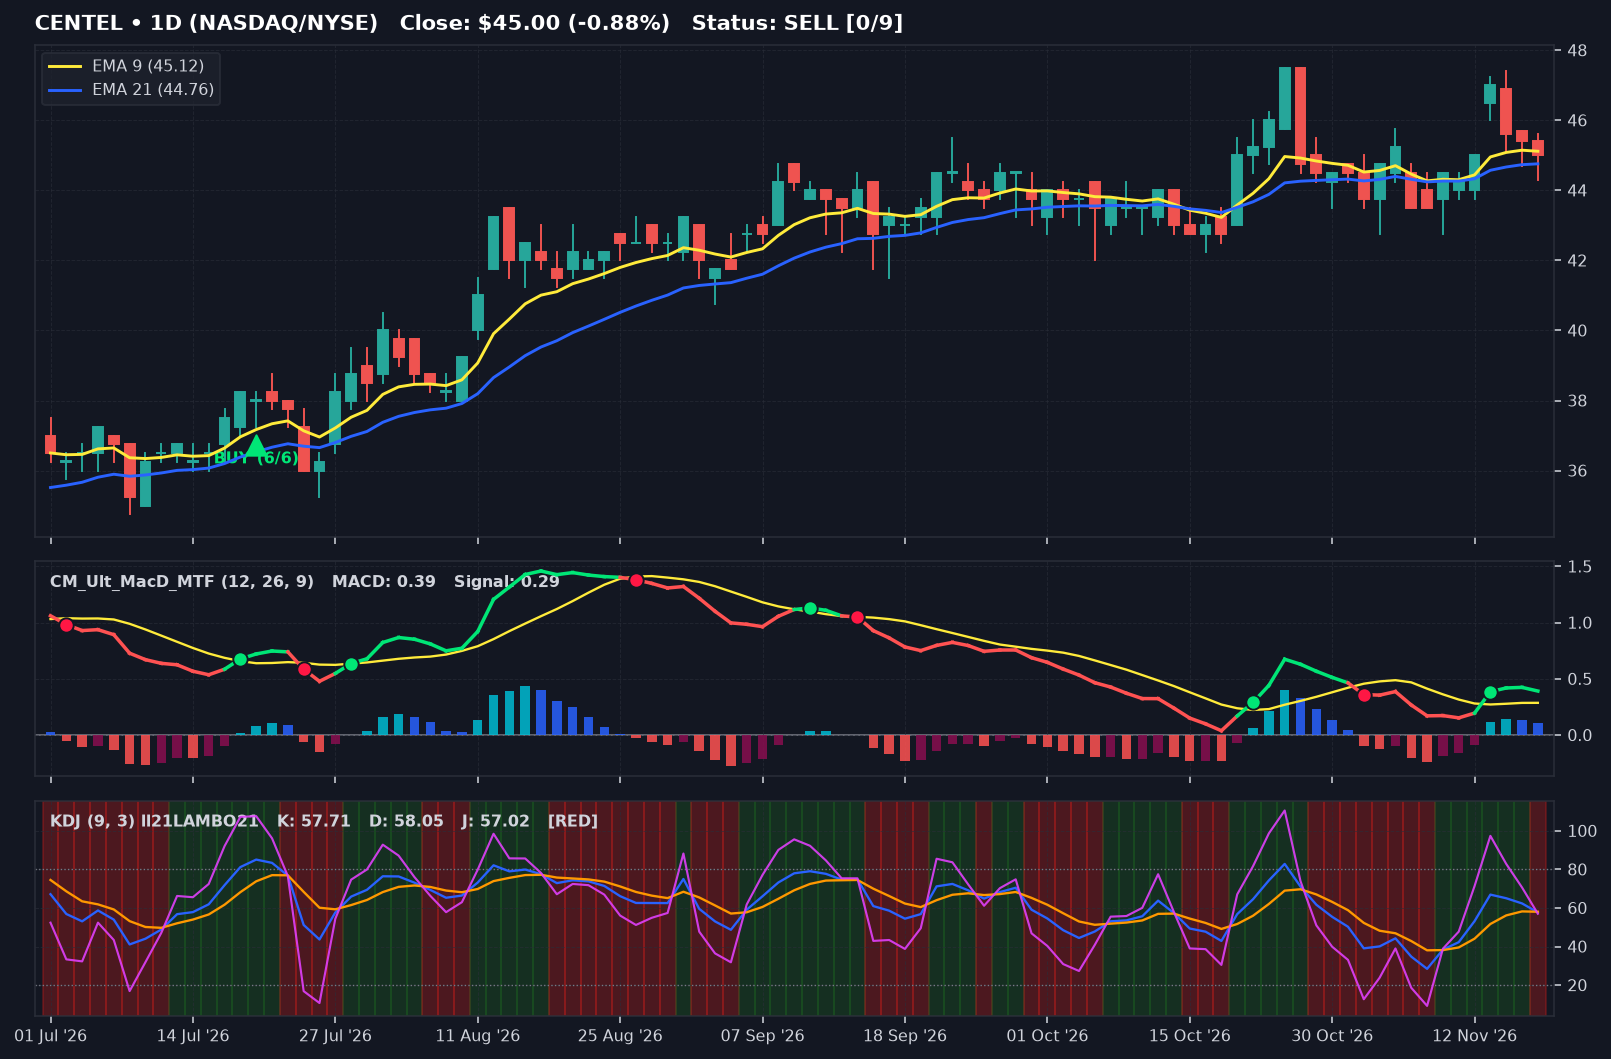 CENTEL • 1D (NASDAQ/NYSE)   Close: $45.00 (-0.88%)   Status: SELL [0/9]
EMA 9 (45.12)
EMA 21 (44.76)
48
46
44
42
40
38
36
BUY (6/6)
CM_Ult_MacD_MTF (12, 26, 9)   MACD: 0.39   Signal: 0.29
1.5
1.0
0.5
0.0
KDJ (9, 3) II21LAMBO21   K: 57.71   D: 58.05   J: 57.02   [RED]
100
80
60
40
20
01 Jul '26
14 Jul '26
27 Jul '26
11 Aug '26
25 Aug '26
07 Sep '26
18 Sep '26
01 Oct '26
15 Oct '26
30 Oct '26
12 Nov '26